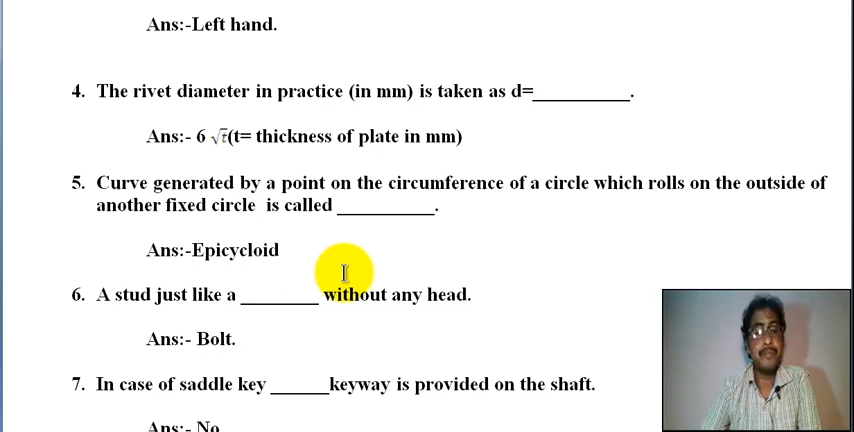 Ans:-Left hand.
4. The rivet diameter in practice (in mm) is taken as d=__________.
Ans:- 6 √t(t= thickness of plate in mm)
5. Curve generated by a point on the circumference of a circle which rolls on the outside of
another fixed circle is called __________.
Ans:-Epicycloid
6. A stud just like a ________ without any head.
Ans:- Bolt.
7. In case of saddle key ______keyway is provided on the shaft.
Ans:- No